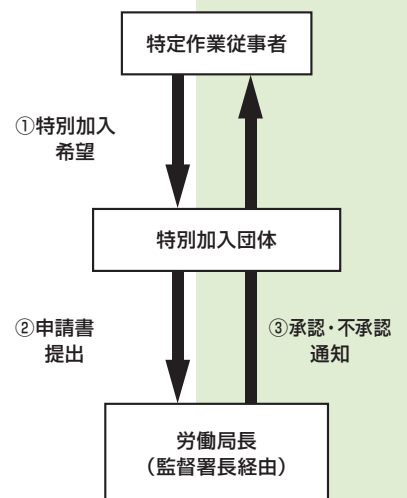 特定作業従事者
①特別加入
希望
特別加入団体
②申請書
提出
③承認・不承認
通知
労働局長
（監督署長経由）